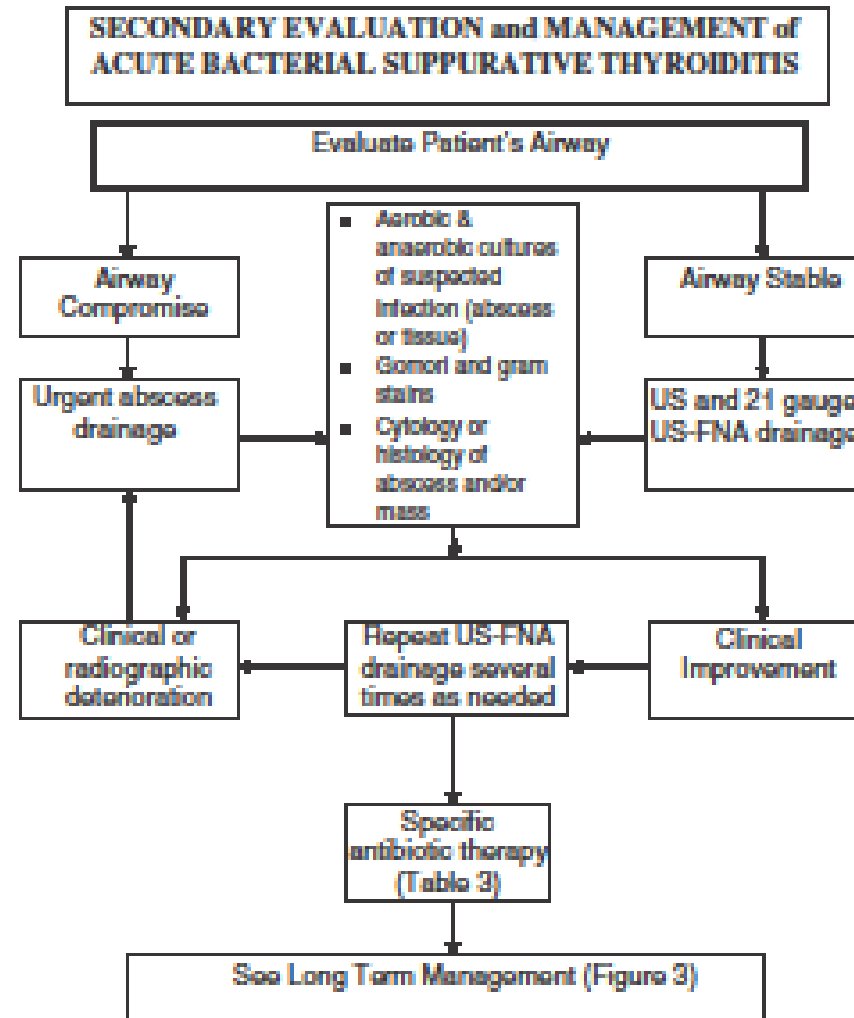 SECONDARY EVALUATION and MANAGEMENT of
ACUTE BACTERIAL SUPPURATIVE THYROIDITIS
Evaluate Patient's Airway
Airway
Compromise
▪ Aerobic &
anaerobic cultures
of suspected
infection (abscess
or tissue)
▪ Gomori and gram
stains
▪ Cytology or
histology of
abscess and/or
mass
Airway Stable
Urgent abscess
drainage
US and 21 gauge
US-FNA drainage
Clinical or
radiographic
deterioration
Repeat US-FNA
drainage several
times as needed
Clinical
Improvement
Specific
antibiotic therapy
(Table 3)
See Long Term Management (Figure 3)